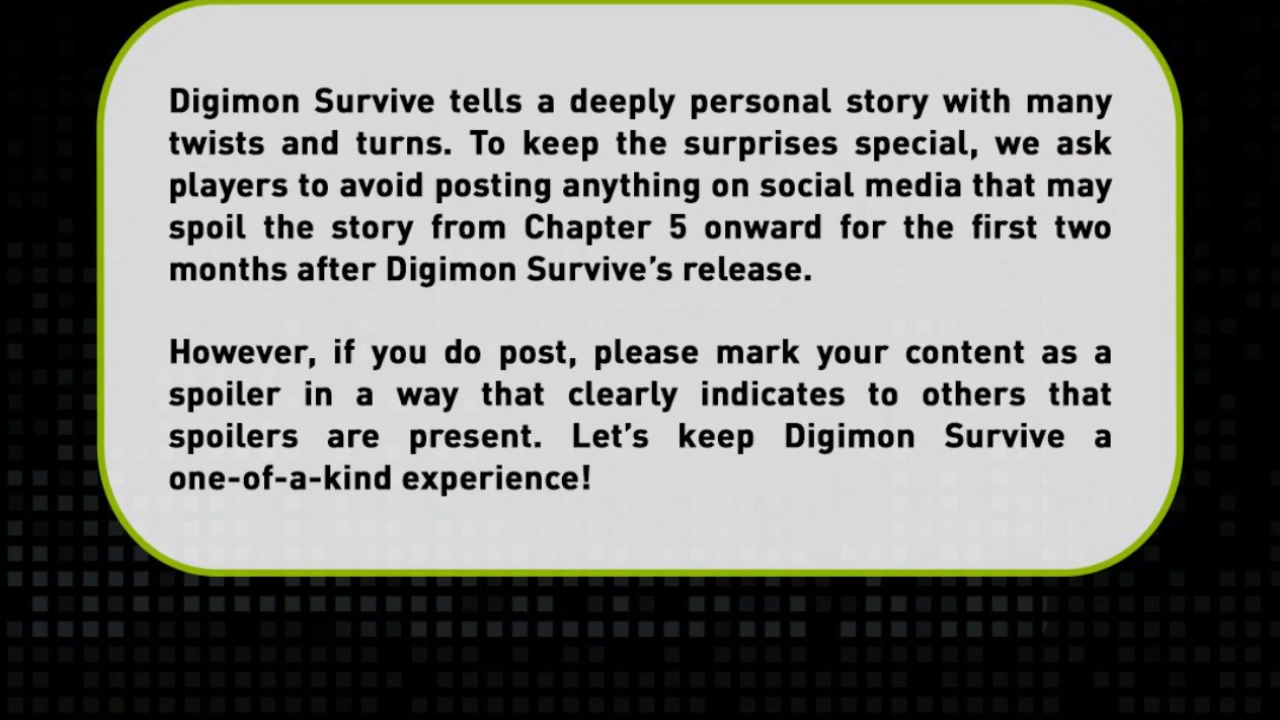 Digimon Survive tells a deeply personal story with many
twists and turns. To keep the surprises special, we ask
players to avoid posting anything on social media that may
spoil the story from Chapter 5 onward for the first two
months after Digimon Survive’s release.
However, if you do post, please mark your content as a
spoiler in a way that clearly indicates to others that
spoilers are present. Let’s keep Digimon Survive a
one-of-a-kind experience!